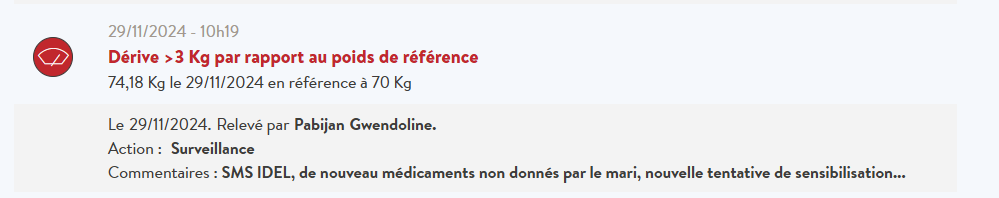 29/11/2024 - 10h19
Dérive >3 Kg par rapport au poids de référence
74,18 Kg le 29/11/2024 en référence à 70 Kg
Le 29/11/2024. Relevé par Pabijan Gwendoline.
Action : Surveillance
Commentaires : SMS IDEL, de nouveau médicaments non donnés par le mari, nouvelle tentative de sensibilisation...